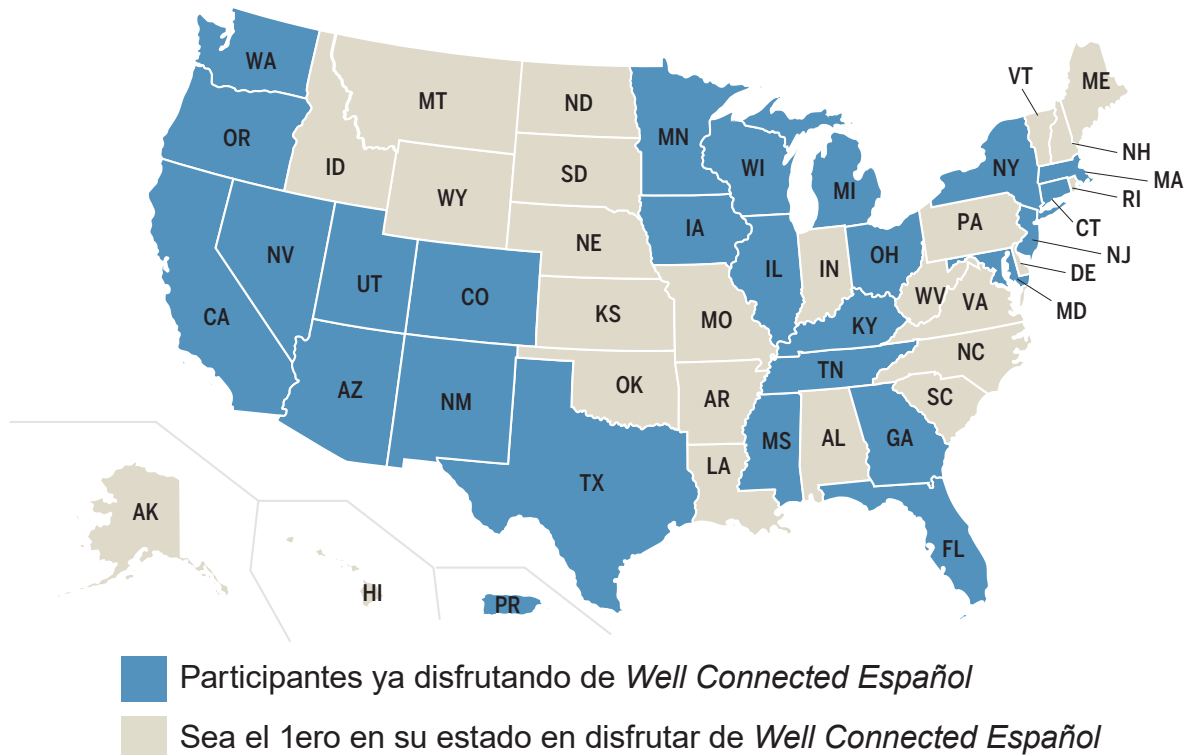 WA
MT
ND
MN
VT
ME
OR
ID
SD
WI
MI
NY
NH
MA
RI
WY
IA
PA
CT
NJ
NE
NV
UT
CO
IL
IN
OH
DE
MD
CA
KS
MO
WV
VA
KY
NC
TN
AZ
NM
OK
AR
SC
MS
AL
GA
TX
LA
AK
FL
HI
PR
Participantes ya disfrutando de Well Connected Español
Sea el 1ero en su estado en disfrutar de Well Connected Español